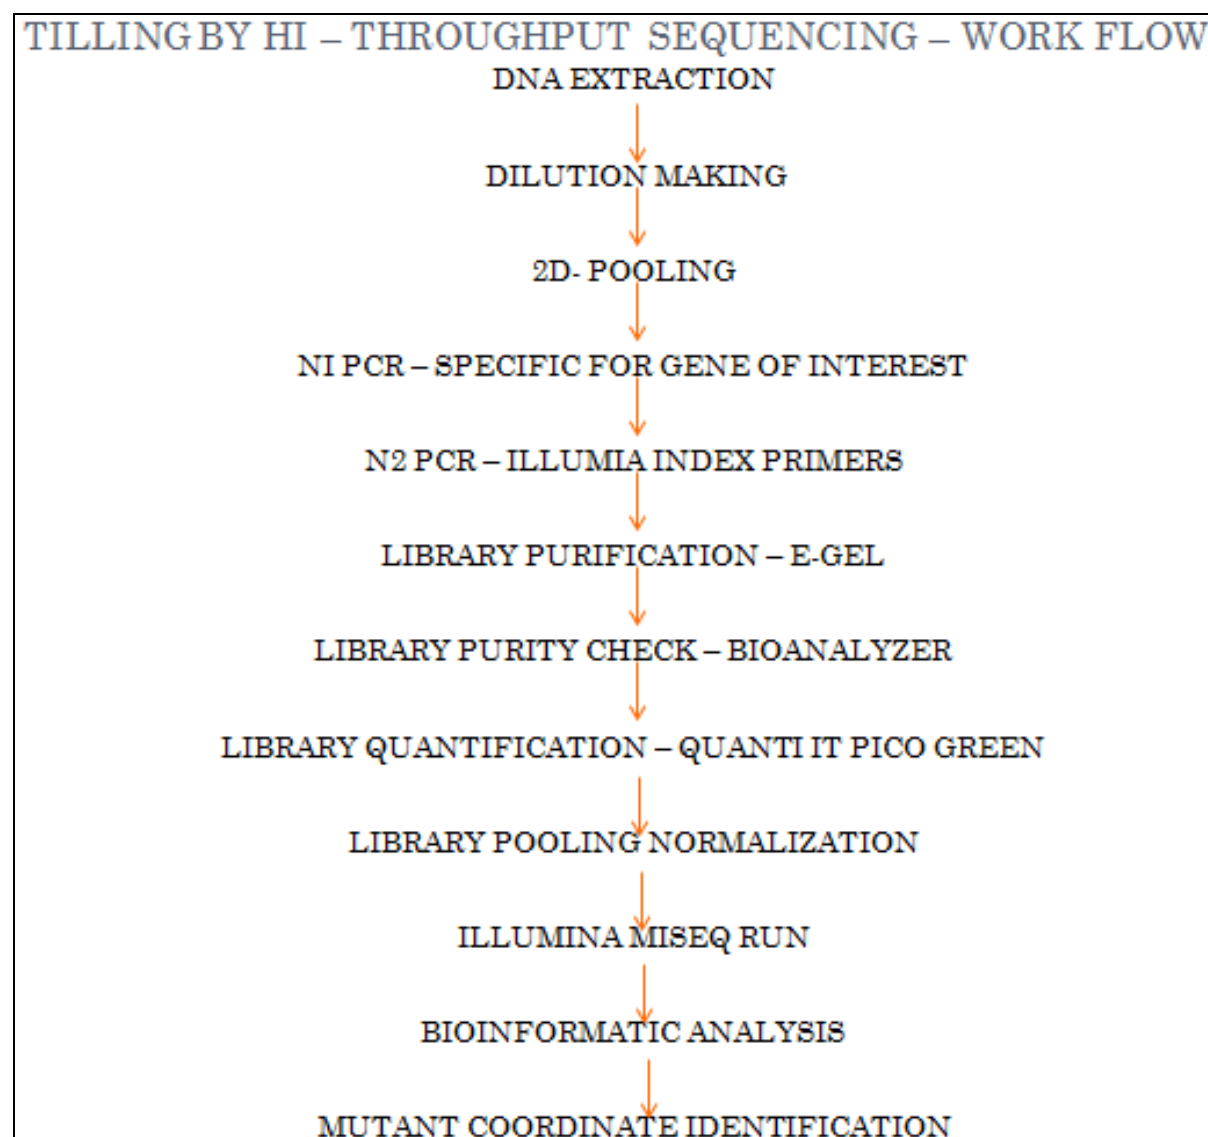 TILLING BY HI – THROUGHPUT SEQUENCING – WORK FLOW
DNA EXTRACTION
DILUTION MAKING
2D- POOLING
NI PCR – SPECIFIC FOR GENE OF INTEREST
N2 PCR – ILLUMIA INDEX PRIMERS
LIBRARY PURIFICATION – E-GEL
LIBRARY PURITY CHECK – BIOANALYZER
LIBRARY QUANTIFICATION – QUANTI IT PICO GREEN
LIBRARY POOLING NORMALIZATION
ILLUMINA MISEQ RUN
BIOINFORMATIC ANALYSIS
MUTANT COORDINATE IDENTIFICATION